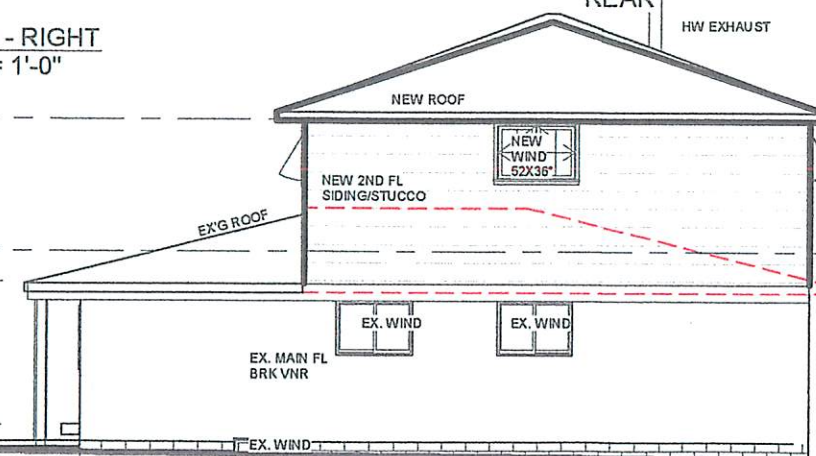 REAR
HW EXHAUST
- RIGHT
1'-0"
NEW ROOF
NEW
WIND
52X36"
NEW 2ND FL
SIDING/STUCCO
EX'G ROOF
EX. WIND
EX. WIND
EX. MAIN FL
BRK VNR
EX. WIND